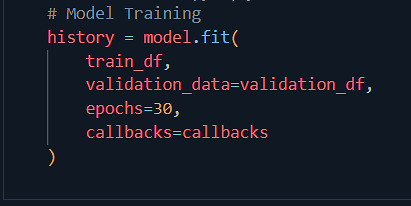 # Model Training
history = model.fit(
train_df,
validation_data=validation_df,
epochs=30,
callbacks=callbacks
)